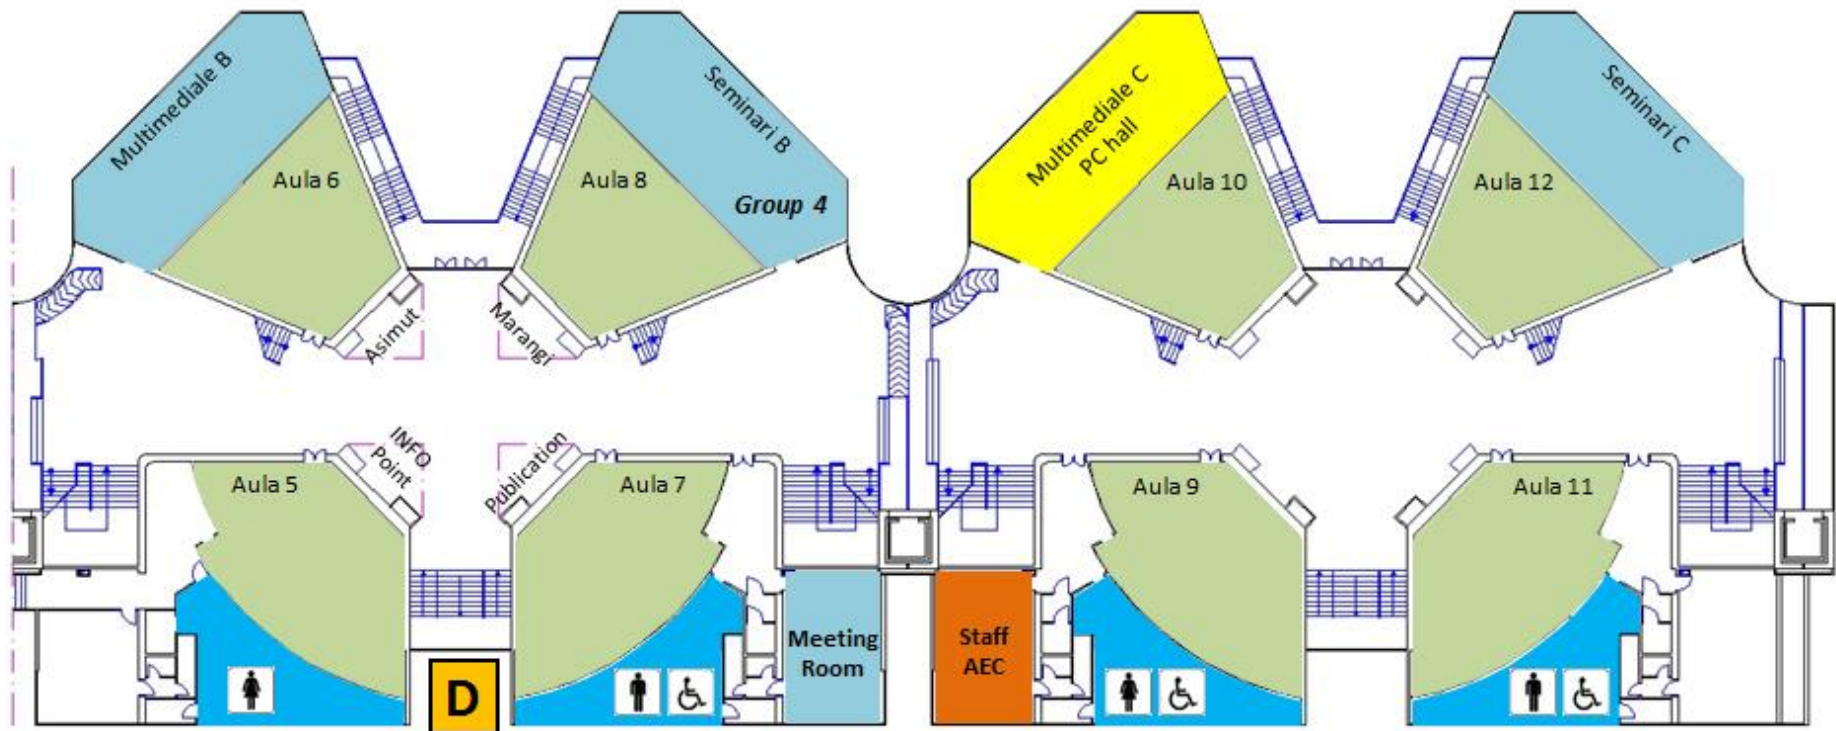 Multimediale B
Aula 6
Aula 8
Seminari B
Group 4
Multimediale C
PC hall
Aula 10
Aula 12
Seminari C
Asimut
Marangi
INFO
Point
Publication
Aula 5
Aula 7
Aula 9
Aula 11
Meeting
Room
Staff
AEC
D